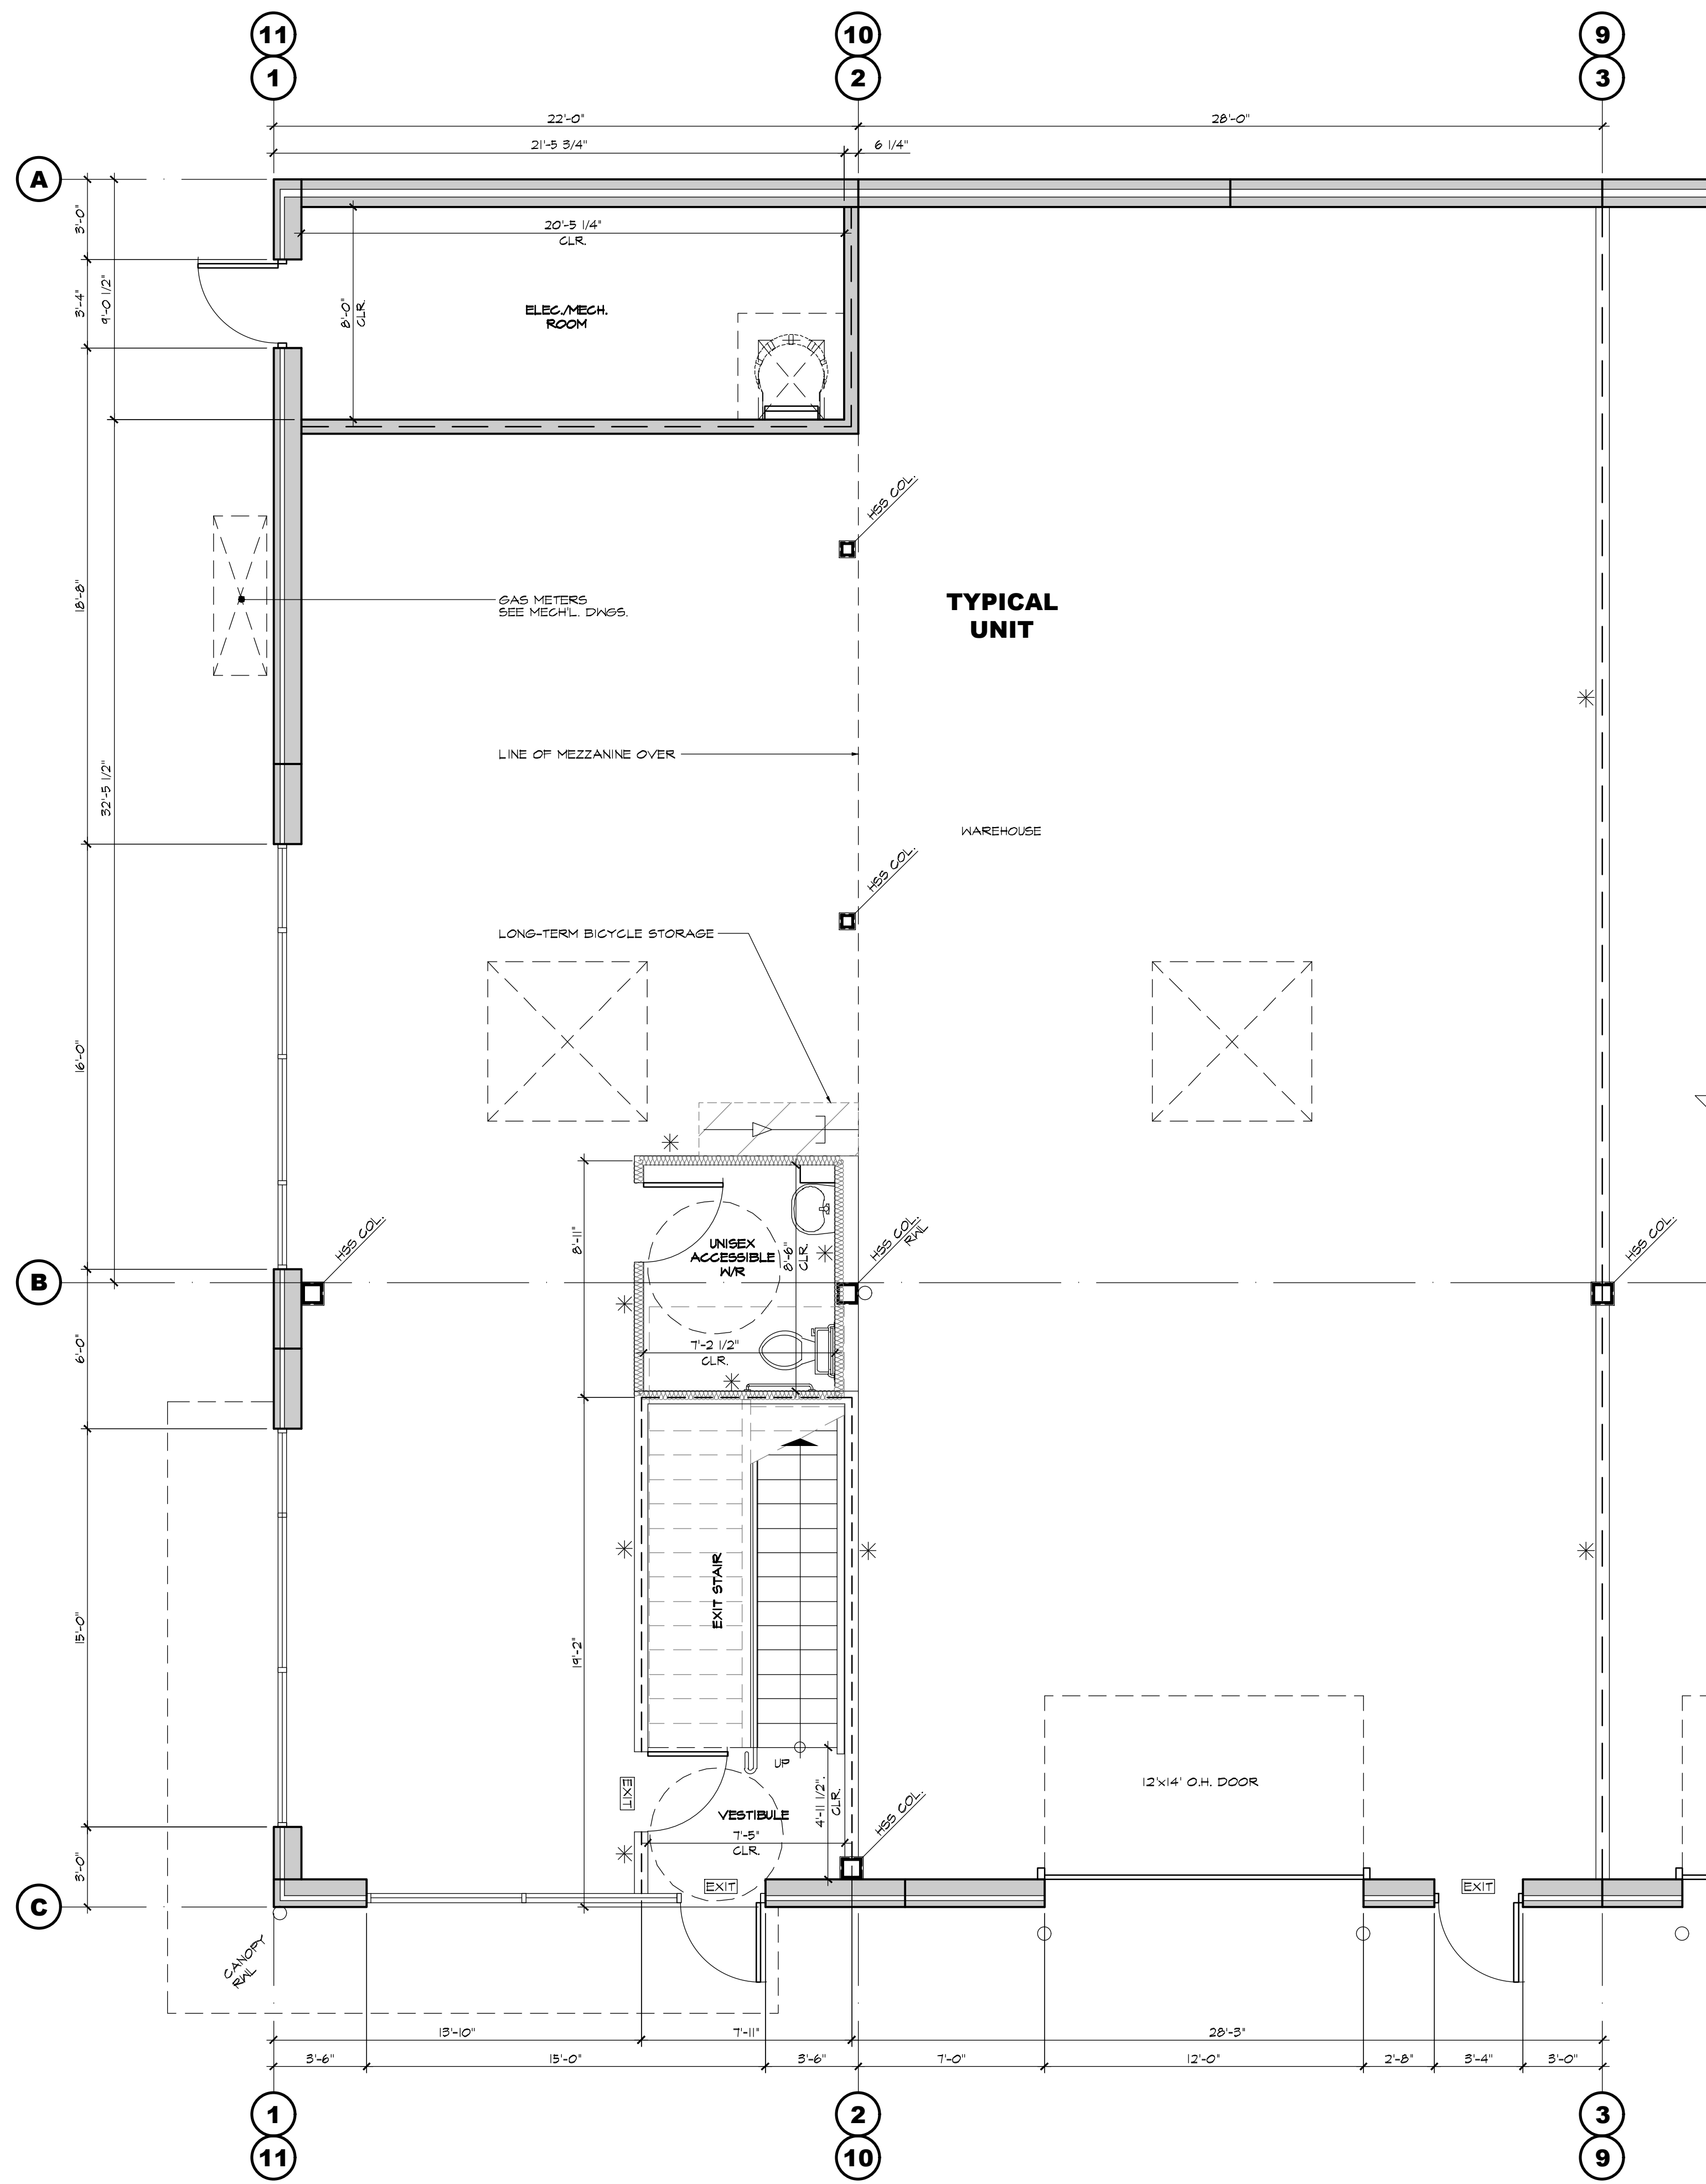 11
10
9
1
2
3
22'-0"
28'-0"
21'-5 3/4"
6 1/4"
A
3'-0"
20'-5 1/4"
CLR.
3'-4"
9'-0 1/2"
8'-0"
CLR.
ELEC./MECH.
ROOM
HSS COL.
18'-8"
GAS METERS
SEE MECH'L. DWGS.
TYPICAL
UNIT
LINE OF MEZZANINE OVER
32'-5 1/2"
WAREHOUSE
HSS COL.
LONG-TERM BICYCLE STORAGE
16'-0"
8'-11"
HSS COL.
UNISEX
ACCESSIBLE
W/R
8'-6"
CLR.
HSS COL.
RWL
HSS COL.
B
6'-0"
7'-2 1/2"
CLR.
EXIT STAIR
15'-0"
19'-2"
UP
12'x14' O.H. DOOR
EXIT
VESTIBULE
4'-11 1/2"
CLR.
HSS COL.
7'-5"
CLR.
3'-0"
EXIT
EXIT
C
CANOPY
RWL
13'-10"
7'-11"
28'-3"
3'-6"
15'-0"
3'-6"
7'-0"
12'-0"
2'-8"
3'-4"
3'-0"
1
2
3
11
10
9